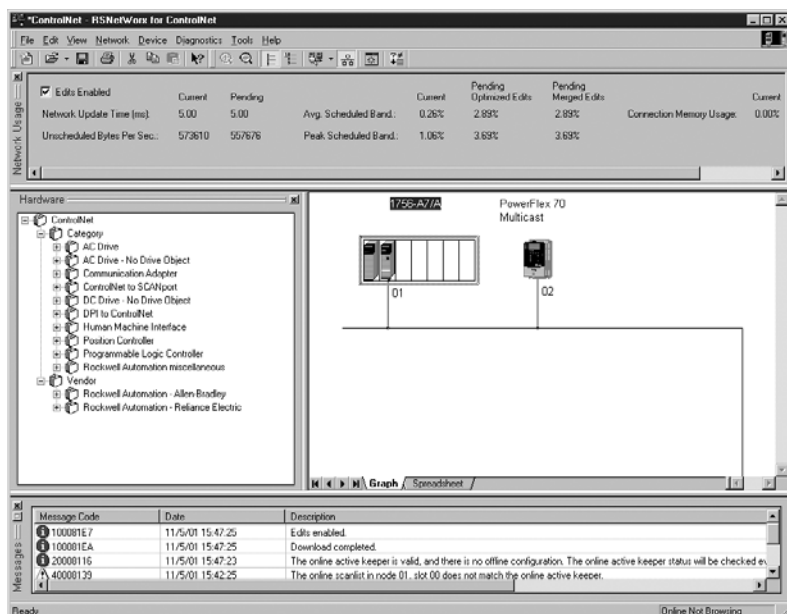 *ControlNet - RSNetWorx for ControlNet
File Edit View Network Device Diagnostics Tools Help
Network Usage
Edits Enabled
Current Pending Current Pending Optimized Edits Pending Merged Edits Current
Network Update Time (ms): 5.00 5.00 Avg. Scheduled Band.: 0.26% 2.89% 2.89% Connection Memory Usage: 0.00%
Unscheduled Bytes Per Sec.: 573610 557676 Peak Scheduled Band.: 1.06% 3.69% 3.69%
Hardware
ControlNet
Category
AC Drive
AC Drive - No Drive Object
Communication Adapter
ControlNet to SCANport
DC Drive - No Drive Object
DPI to ControlNet
Human Machine Interface
Position Controller
Programmable Logic Controller
Rockwell Automation miscellaneous
Vendor
Rockwell Automation - Allen-Bradley
Rockwell Automation - Reliance Electric
1756-A7/A
PowerFlex 70
Multicast
01
02
Graph Spreadsheet
Messages
Message Code Date Description
100081E7 11/5/01 15:47:25 Edits enabled.
100081EA 11/5/01 15:47:25 Download completed.
20008116 11/5/01 15:47:23 The online active keeper is valid, and there is no offline configuration. The online active keeper status will be checked ev
40008139 11/5/01 15:42:25 The online scanlist in node 01, slot 00 does not match the online active keeper.
Ready
Online Not Browsing